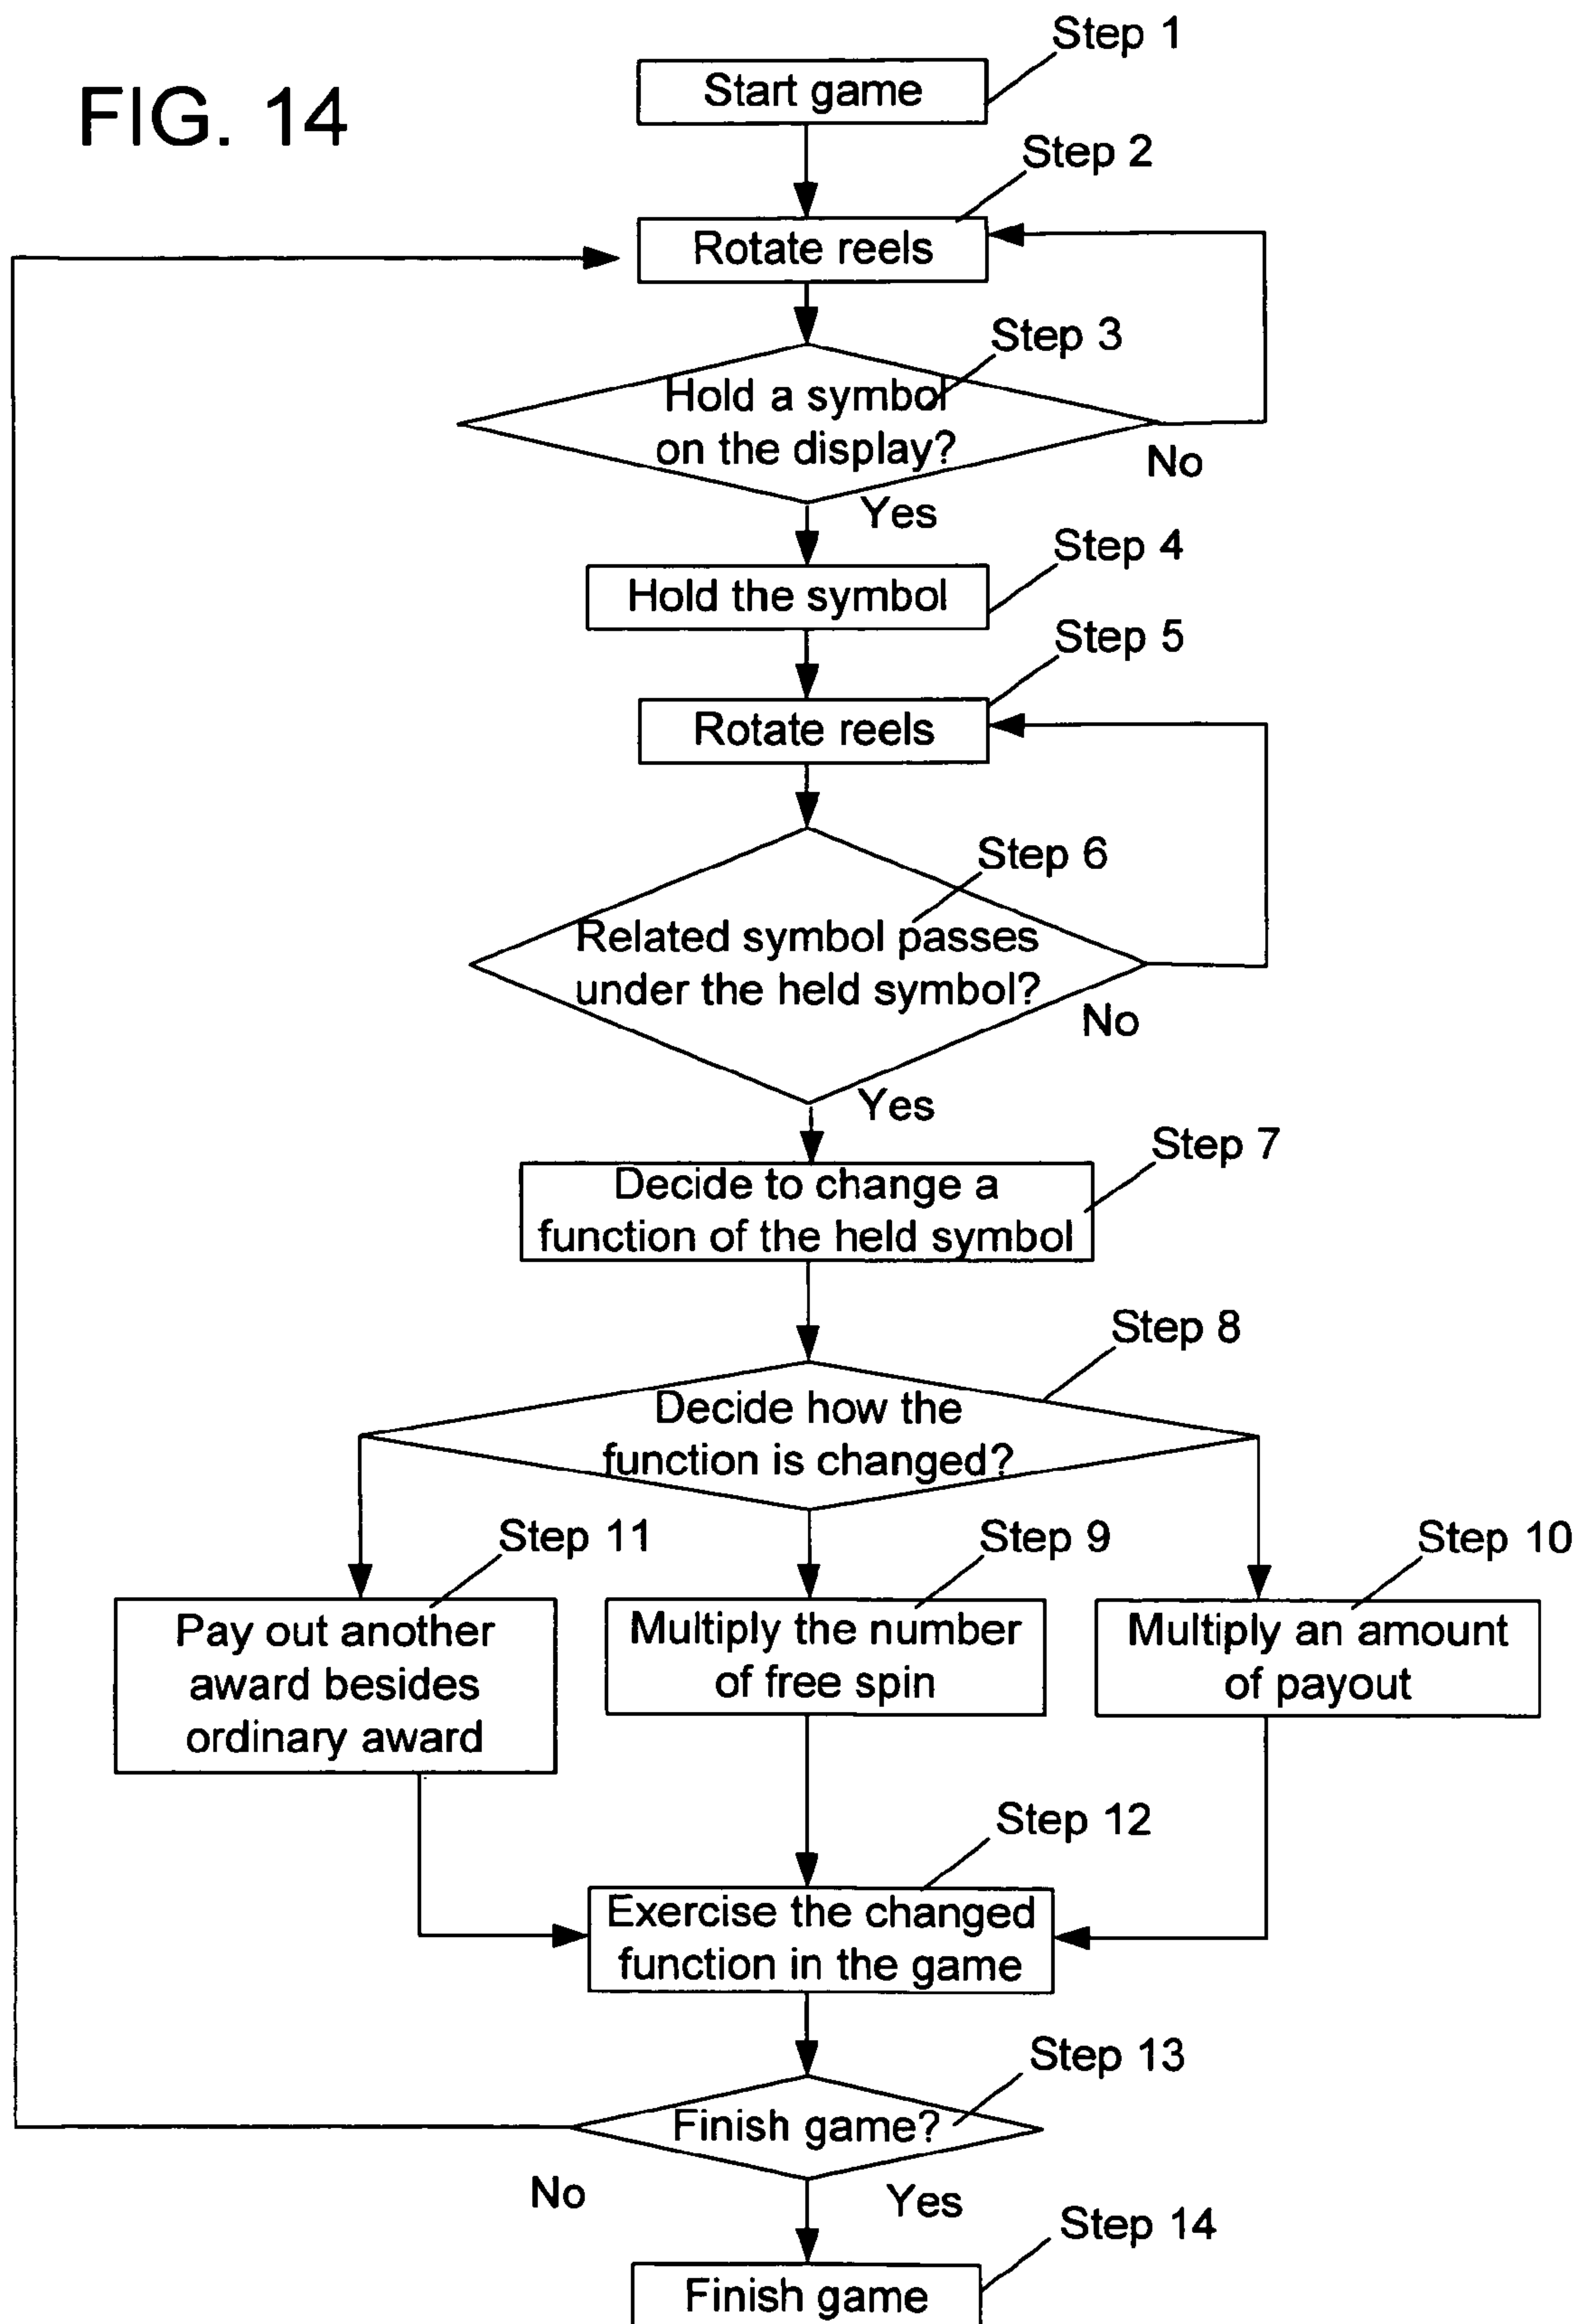 FIG. 14
Step 1
Start game
Step 2
Rotate reels
Step 3
Hold a symbol
on the display?
No
Yes
Step 4
Hold the symbol
Step 5
Rotate reels
Step 6
Related symbol passes
under the held symbol?
No
Yes
Step 7
Decide to change a
function of the held symbol
Step 8
Decide how the
function is changed?
Step 11
Pay out another
award besides
ordinary award
Step 9
Multiply the number
of free spin
Step 10
Multiply an amount
of payout
Step 12
Exercise the changed
function in the game
Step 13
Finish game?
No
Yes
Step 14
Finish game